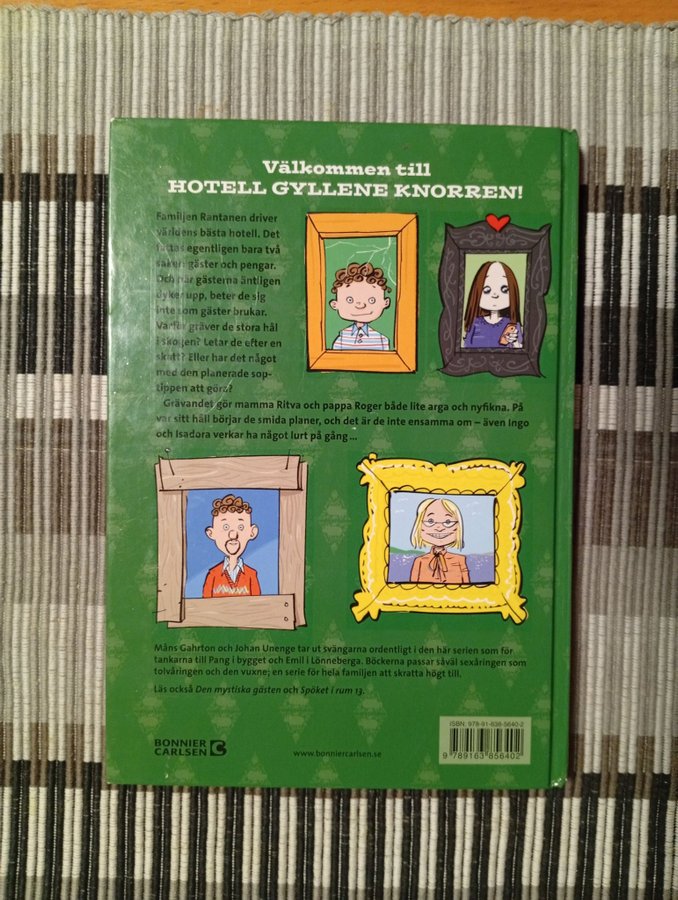 Välkommen till
HOTELL GYLLENE KNORREN!
Familjen Rantanen driver
världens bästa hotell. Det
fattas egentligen bara två
saker: gäster och pengar.
Och när gästerna äntligen
dyker upp, beter de sig
inte som gäster brukar.
Varför gräver de stora hål
i skogen? Letar de efter en
skatt? Eller har det något
med den planerade sop-
tippen att göra?
Grävandet gör mamma Ritva och pappa Roger både lite arga och nyfikna. På
var sitt håll börjar de smida planer, och det är de inte ensamma om – även Ingo
och Isadora verkar ha något lurt på gång ...
Måns Gahrton och Johan Unenge tar ut svängarna ordentligt i den här serien som för
tankarna till Pang i bygget och Emil i Lönneberga. Böckerna passar såväl sexåringen som
tolvåringen och den vuxne; en serie för hela familjen att skratta högt till.
Läs också Den mystiska gästen och Spöket i rum 13.
ISBN: 978-91-638-5640-2
9 789163 856402
BONNIER
CARLSEN
www.bonniercarlsen.se